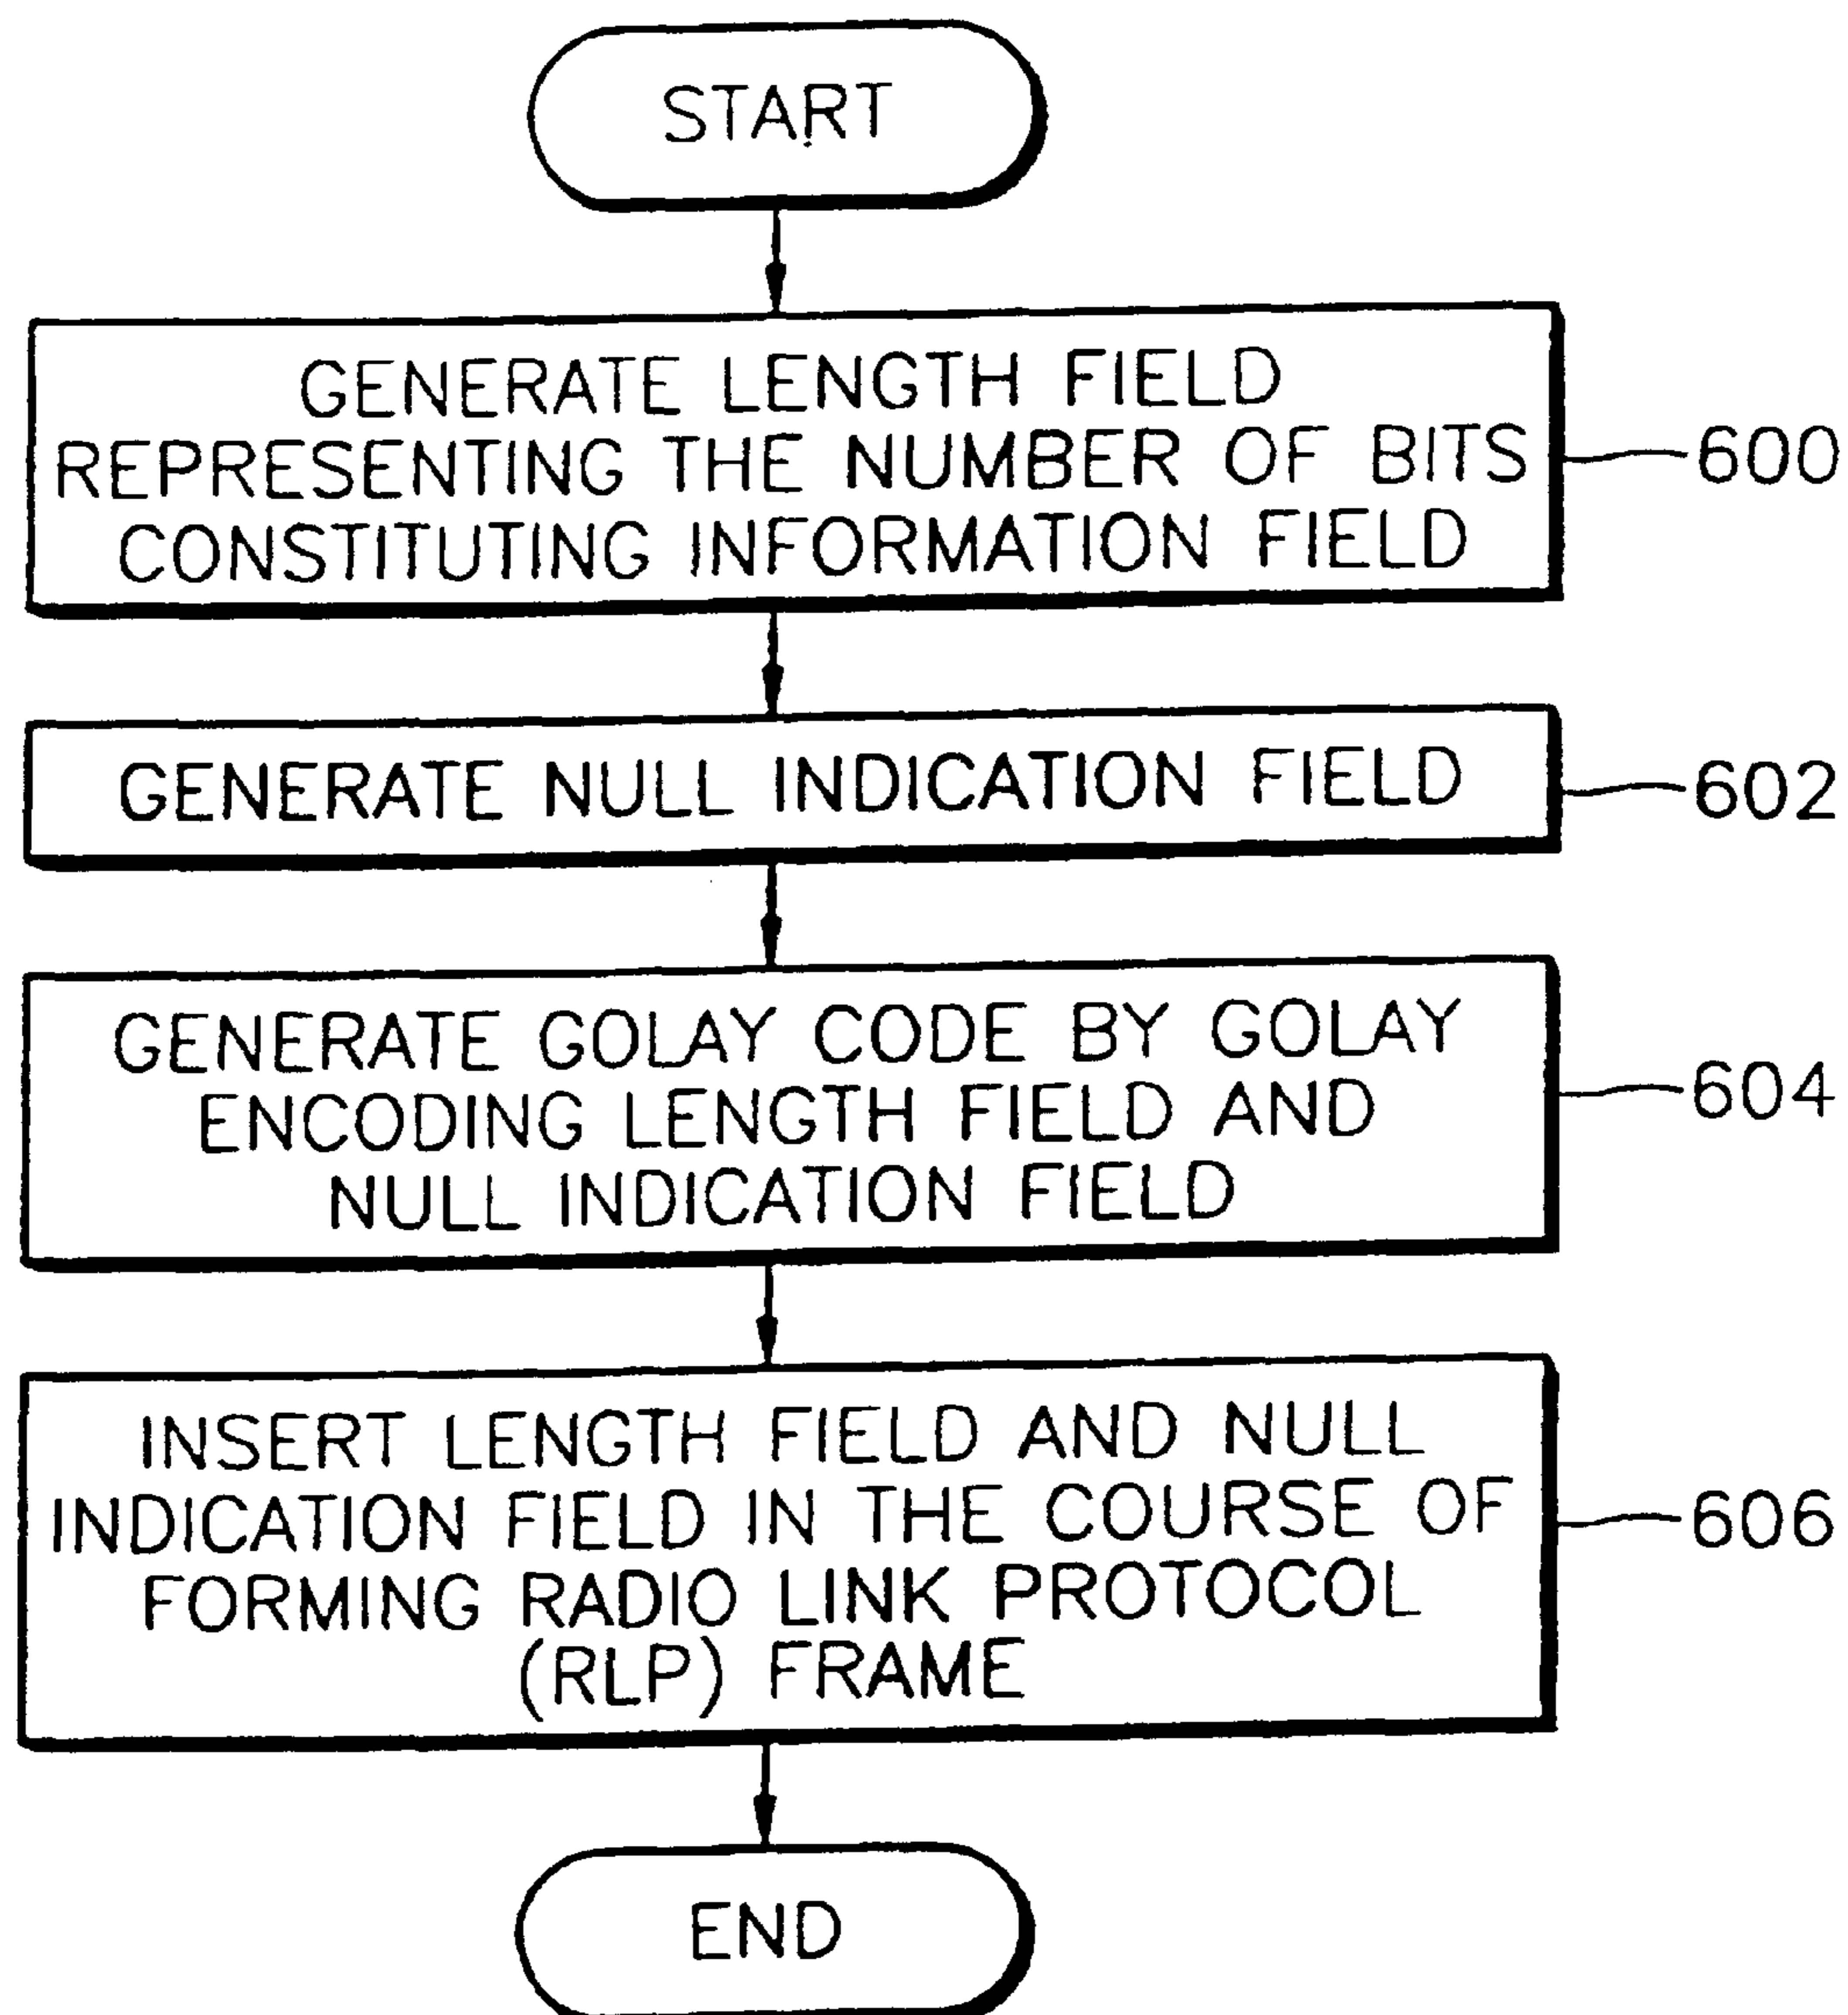 START
GENERATE LENGTH FIELD
REPRESENTING THE NUMBER OF BITS
CONSTITUTING INFORMATION FIELD
600
GENERATE NULL INDICATION FIELD
602
GENERATE GOLAY CODE BY GOLAY
ENCODING LENGTH FIELD AND
NULL INDICATION FIELD
604
INSERT LENGTH FIELD AND NULL
INDICATION FIELD IN THE COURSE OF
FORMING RADIO LINK PROTOCOL
(RLP) FRAME
606
END